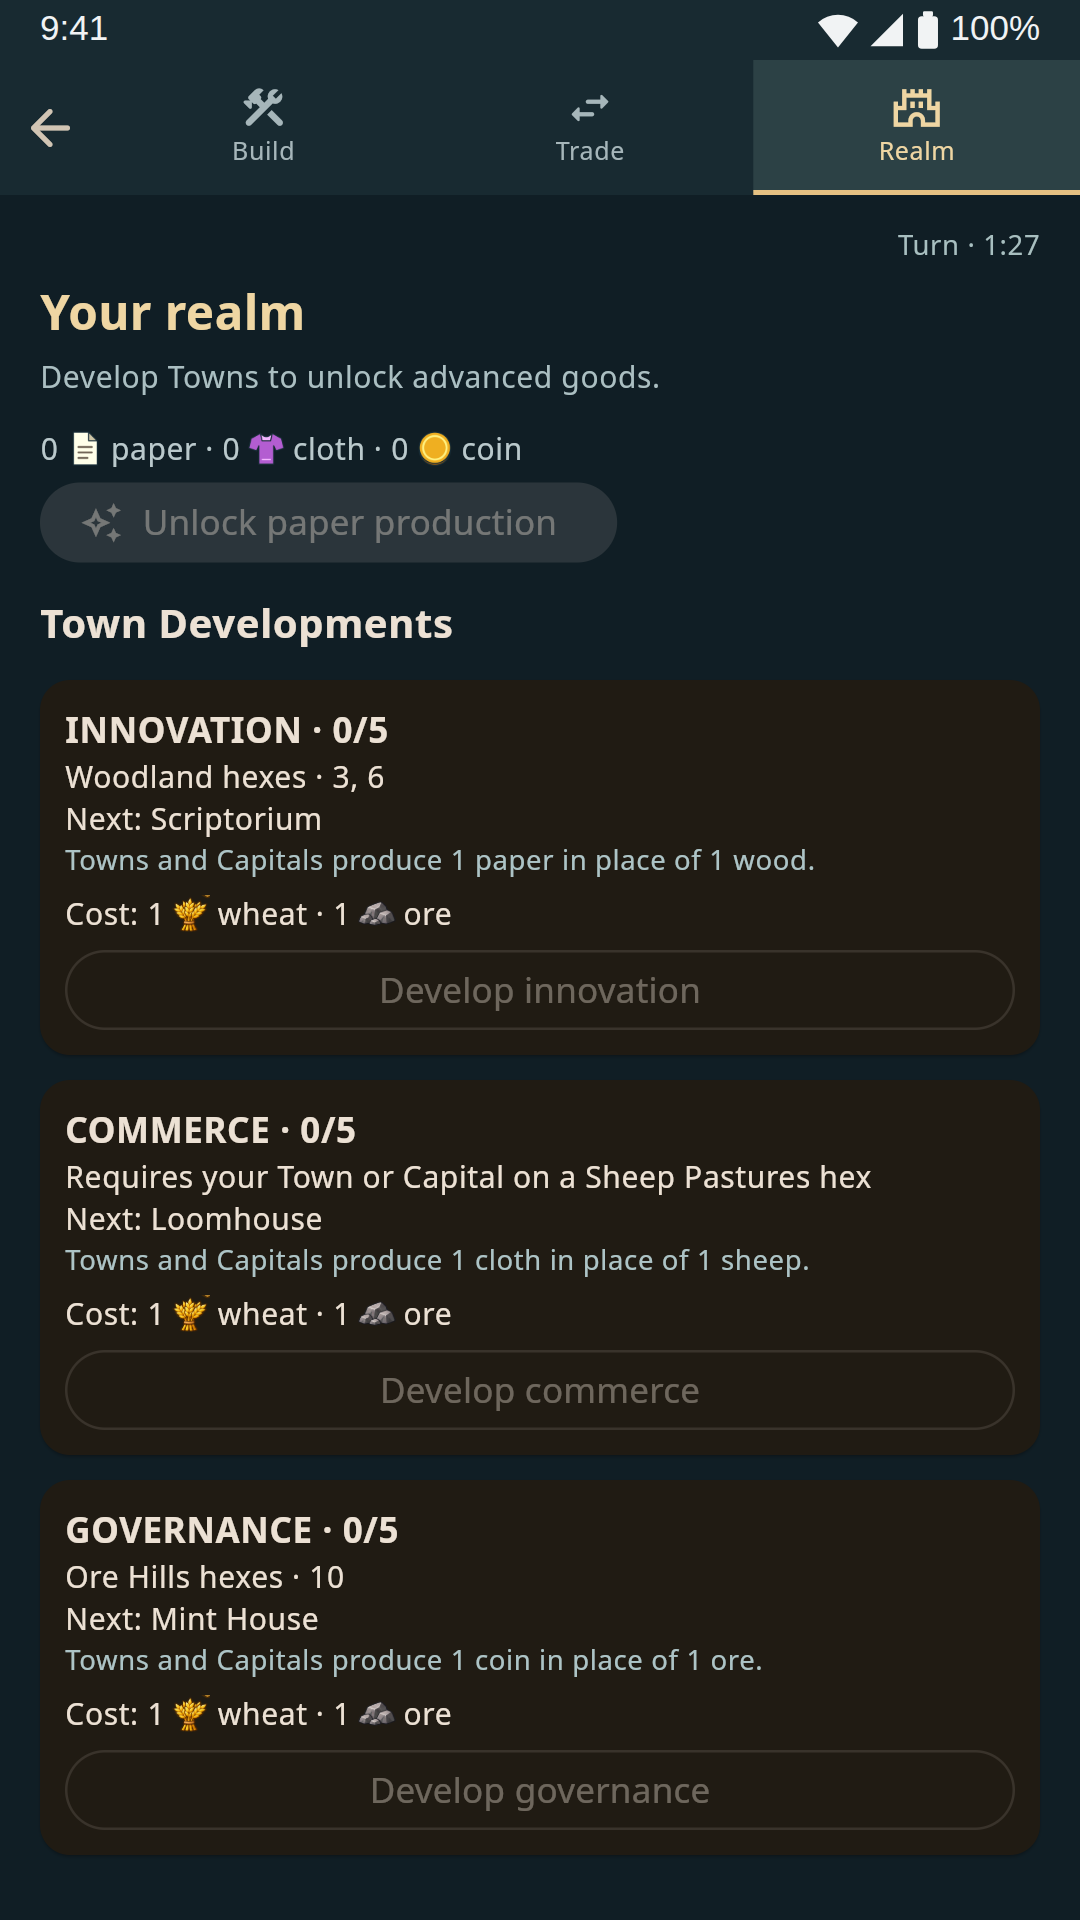 9:41
100%
Build
Trade
Realm
Turn · 1:27
Your realm
Develop Towns to unlock advanced goods.
0 paper · 0 cloth · 0 coin
Unlock paper production
Town Developments
INNOVATION · 0/5
Woodland hexes · 3, 6
Next: Scriptorium
Towns and Capitals produce 1 paper in place of 1 wood.
Cost: 1 wheat · 1 ore
Develop innovation
COMMERCE · 0/5
Requires your Town or Capital on a Sheep Pastures hex
Next: Loomhouse
Towns and Capitals produce 1 cloth in place of 1 sheep.
Cost: 1 wheat · 1 ore
Develop commerce
GOVERNANCE · 0/5
Ore Hills hexes · 10
Next: Mint House
Towns and Capitals produce 1 coin in place of 1 ore.
Cost: 1 wheat · 1 ore
Develop governance